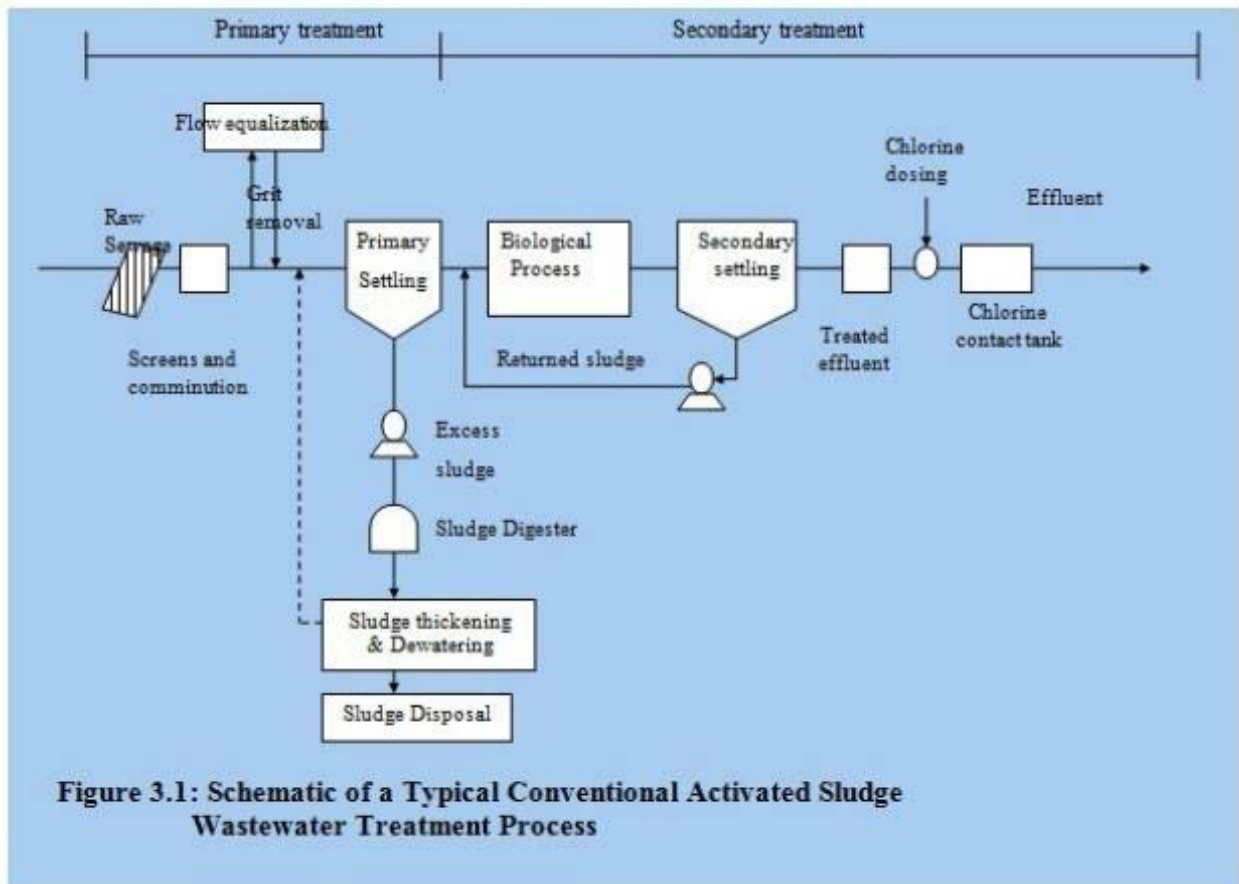 Primary treatment
Secondary treatment
Flow equalization
Grit
removal
Raw
Sewage
Screens and
comminution
Primary
Settling
Biological
Process
Secondary
settling
Chlorine
dosing
Effluent
Treated
effluent
Chlorine
contact tank
Returned sludge
Excess
sludge
Sludge Digester
Sludge thickening
& Dewatering
Sludge Disposal
Figure 3.1: Schematic of a Typical Conventional Activated Sludge
Wastewater Treatment Process